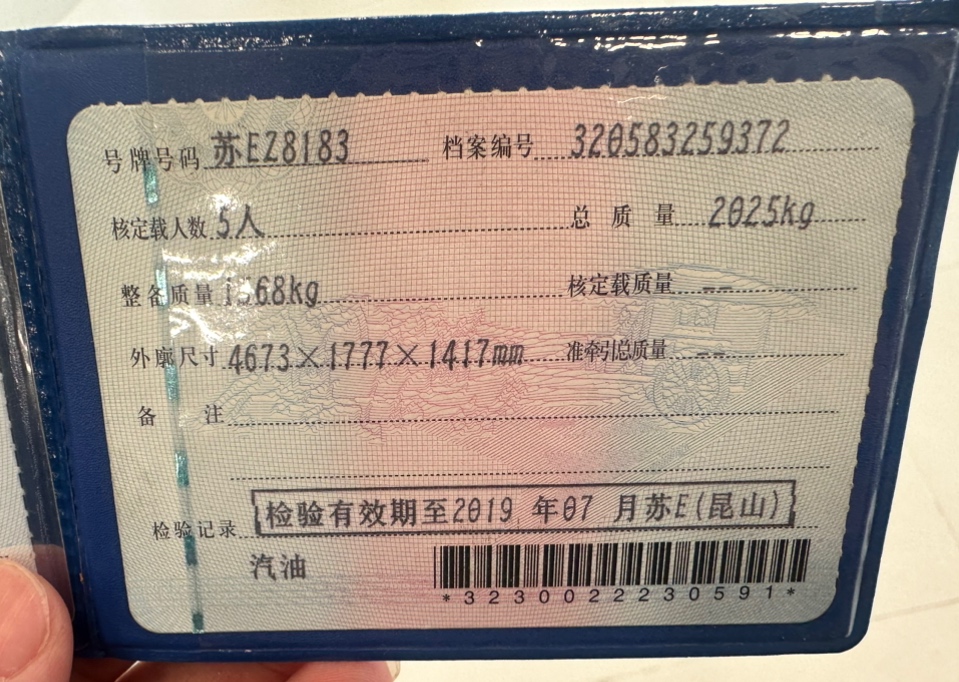 号牌号码 苏EZ8183 档案编号 320583259372
核定载人数 5人 总质量 2025kg
整备质量 核定载质量 --
外廓尺寸 4673×1777×1417mm 准牵引总质量 --
备注
检验记录 检验有效期至2019年07月苏E(昆山)
汽油
*3230022230591*